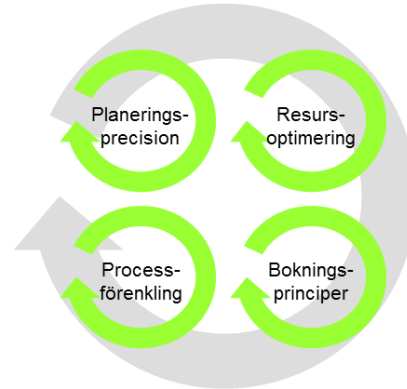 Planerings-
precision
Resurs-
optimering
Process-
förenkling
Boknings-
principer